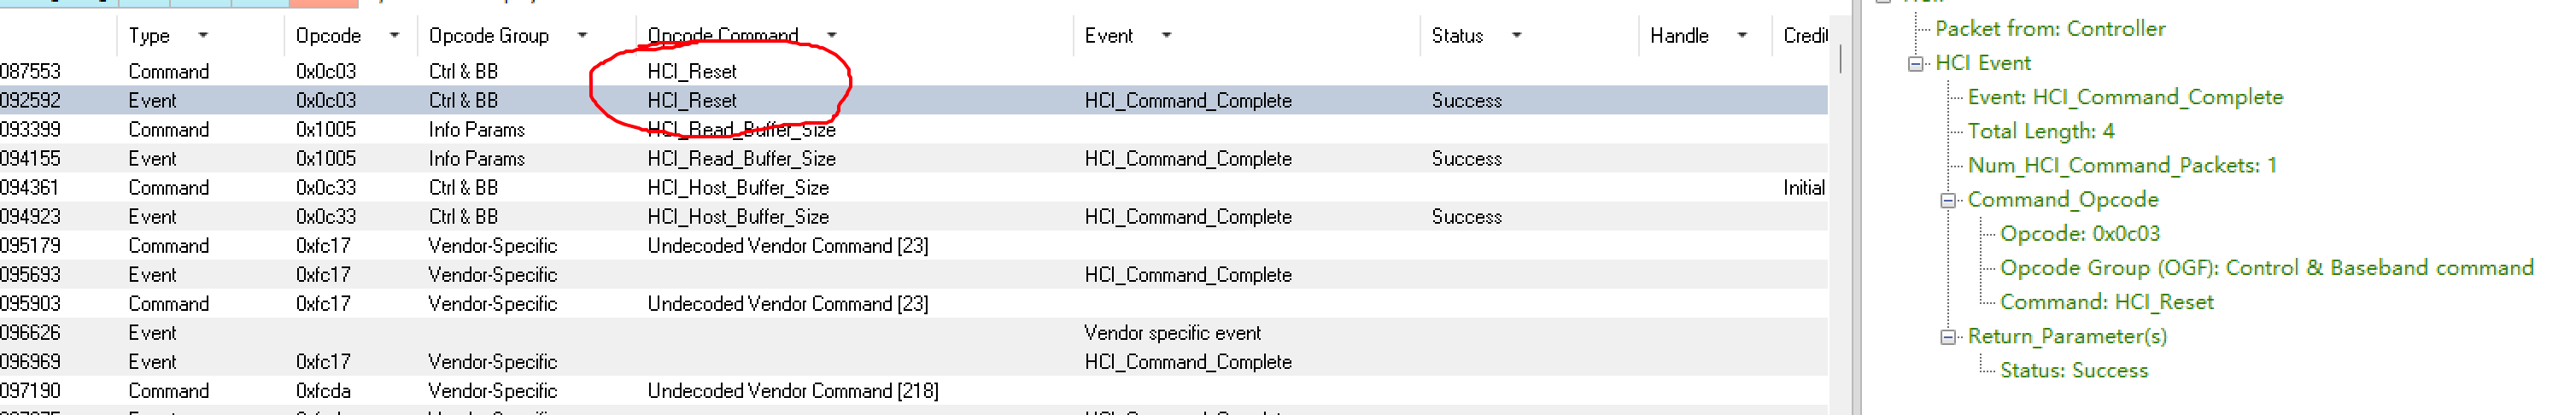 Type Opcode Opcode Group Opcode Command Event Status Handle Credit
087553 Command 0x0c03 Ctrl & BB HCI_Reset
092592 Event 0x0c03 Ctrl & BB HCI_Reset HCI_Command_Complete Success
093399 Command 0x1005 Info Params HCI_Read_Buffer_Size
094155 Event 0x1005 Info Params HCI_Read_Buffer_Size HCI_Command_Complete Success
094361 Command 0x0c33 Ctrl & BB HCI_Host_Buffer_Size Initial
094923 Event 0x0c33 Ctrl & BB HCI_Host_Buffer_Size HCI_Command_Complete Success
095179 Command 0xfc17 Vendor-Specific Undecoded Vendor Command [23]
095693 Event 0xfc17 Vendor-Specific HCI_Command_Complete
095903 Command 0xfc17 Vendor-Specific Undecoded Vendor Command [23]
096626 Event Vendor specific event
096969 Event 0xfc17 Vendor-Specific HCI_Command_Complete
097190 Command 0xfcda Vendor-Specific Undecoded Vendor Command [218]
Packet from: Controller
HCI Event
Event: HCI_Command_Complete
Total Length: 4
Num_HCI_Command_Packets: 1
Command_Opcode
Opcode: 0x0c03
Opcode Group (OGF): Control & Baseband command
Command: HCI_Reset
Return_Parameter(s)
Status: Success